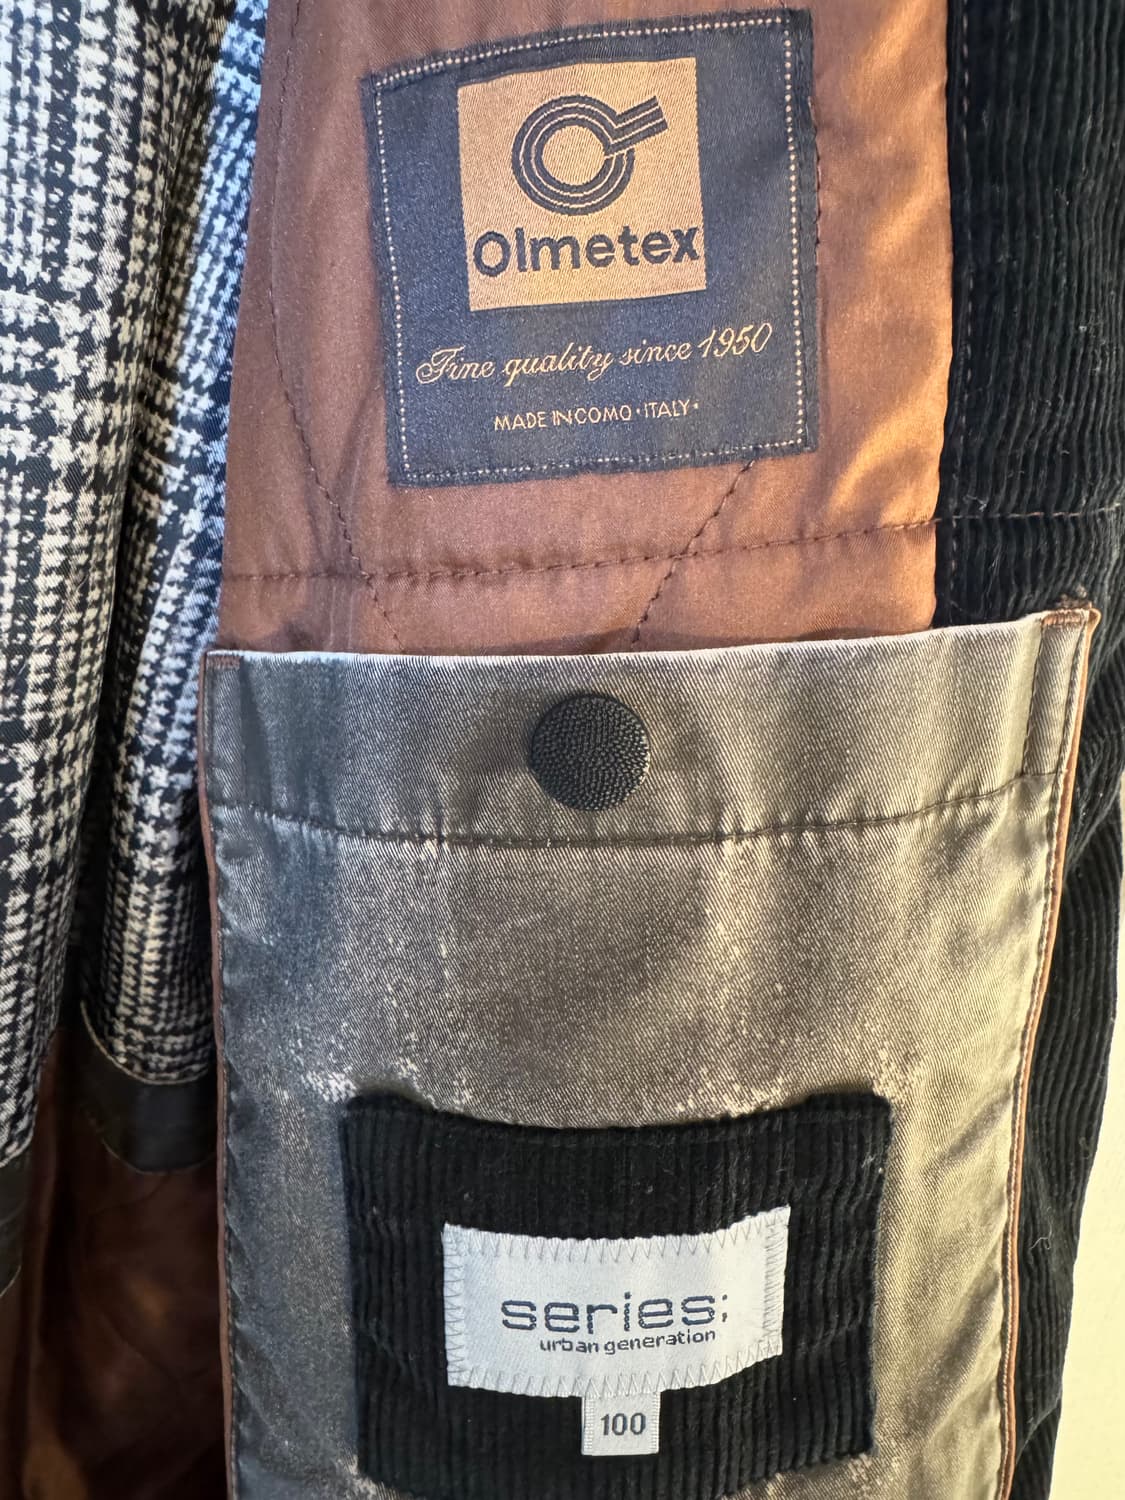 Olmetex
Fine quality since 1950
MADE IN COMO · ITALY ·
series;
urban generation
100